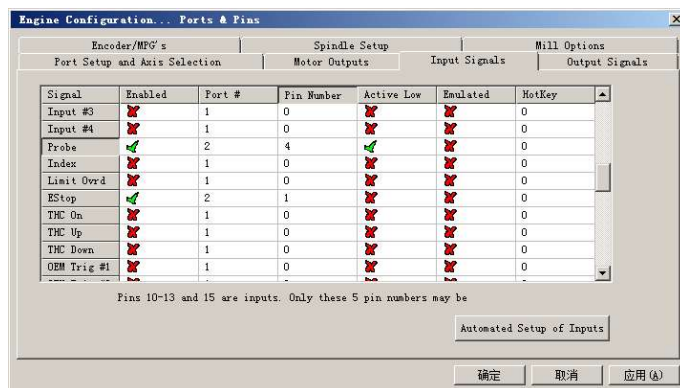 Engine Configuration... Ports & Pins
Encoder/MPG's Spindle Setup Mill Options
Port Setup and Axis Selection Motor Outputs Input Signals Output Signals
Signal Enabled Port # Pin Number Active Low Emulated HotKey
Input #3 1 0 0
Input #4 1 0 0
Probe 2 4 0
Index 1 0 0
Limit Ovrd 1 0 0
EStop 2 1 0
THC On 1 0 0
THC Up 1 0 0
THC Down 1 0 0
OEM Trig #1 1 0 0
Pins 10-13 and 15 are inputs. Only these 5 pin numbers may be
Automated Setup of Inputs
确定 取消 应用(A)